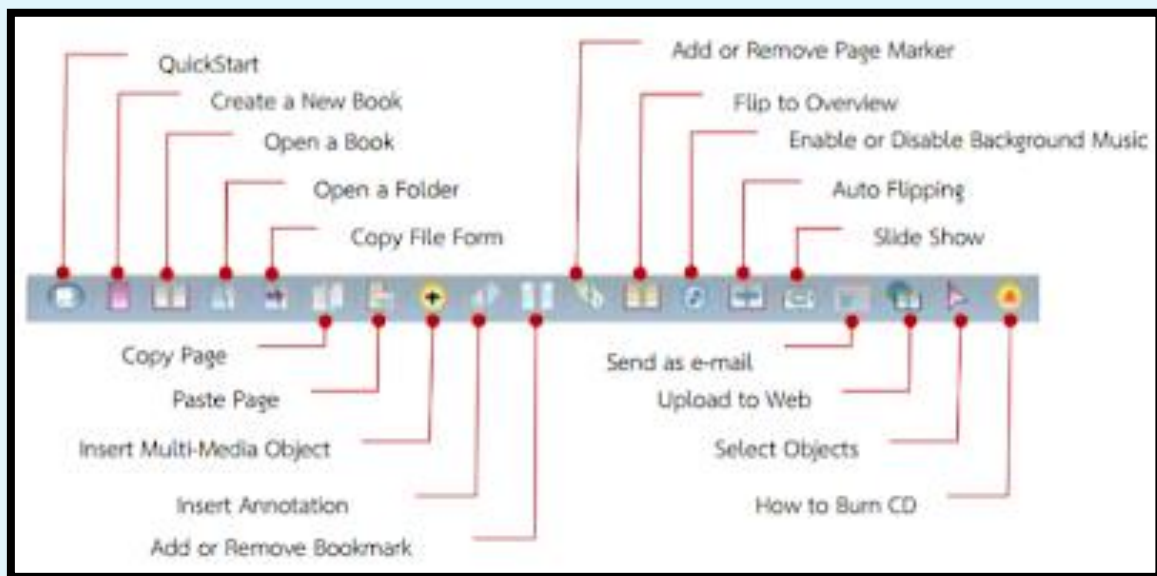 QuickStart
Create a New Book
Open a Book
Open a Folder
Copy File Form
Add or Remove Page Marker
Flip to Overview
Enable or Disable Background Music
Auto Flipping
Slide Show
Copy Page
Paste Page
Insert Multi-Media Object
Insert Annotation
Add or Remove Bookmark
Send as e-mail
Upload to Web
Select Objects
How to Burn CD